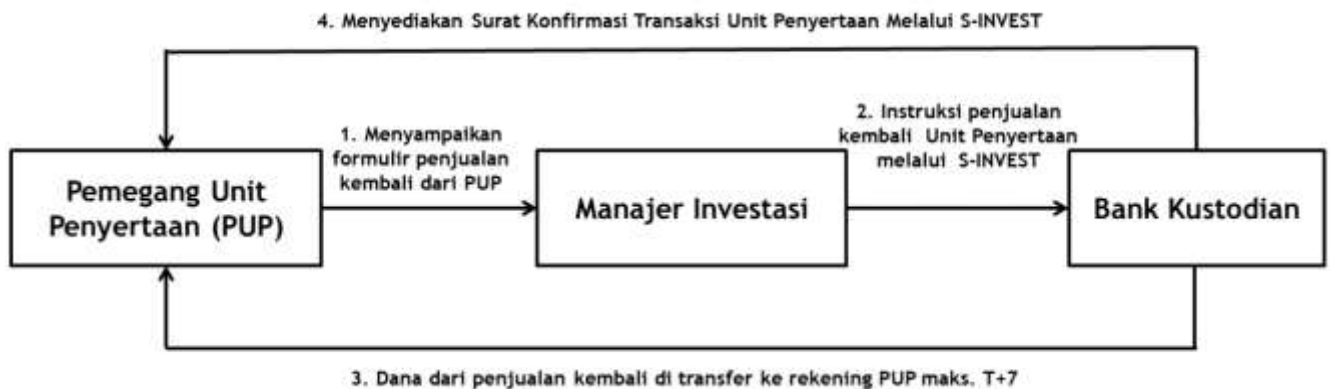 4. Menyediakan Surat Konfirmasi Transaksi Unit Penyertaan Melalui S-INVEST
1. Menyampaikan
formulir penjualan
kembali dari PUP
2. Instruksi penjualan
kembali Unit Penyertaan
melalui S-INVEST
Pemegang Unit
Penyertaan (PUP)
Manajer Investasi
Bank Kustodian
3. Dana dari penjualan kembali di transfer ke rekening PUP maks. T+7